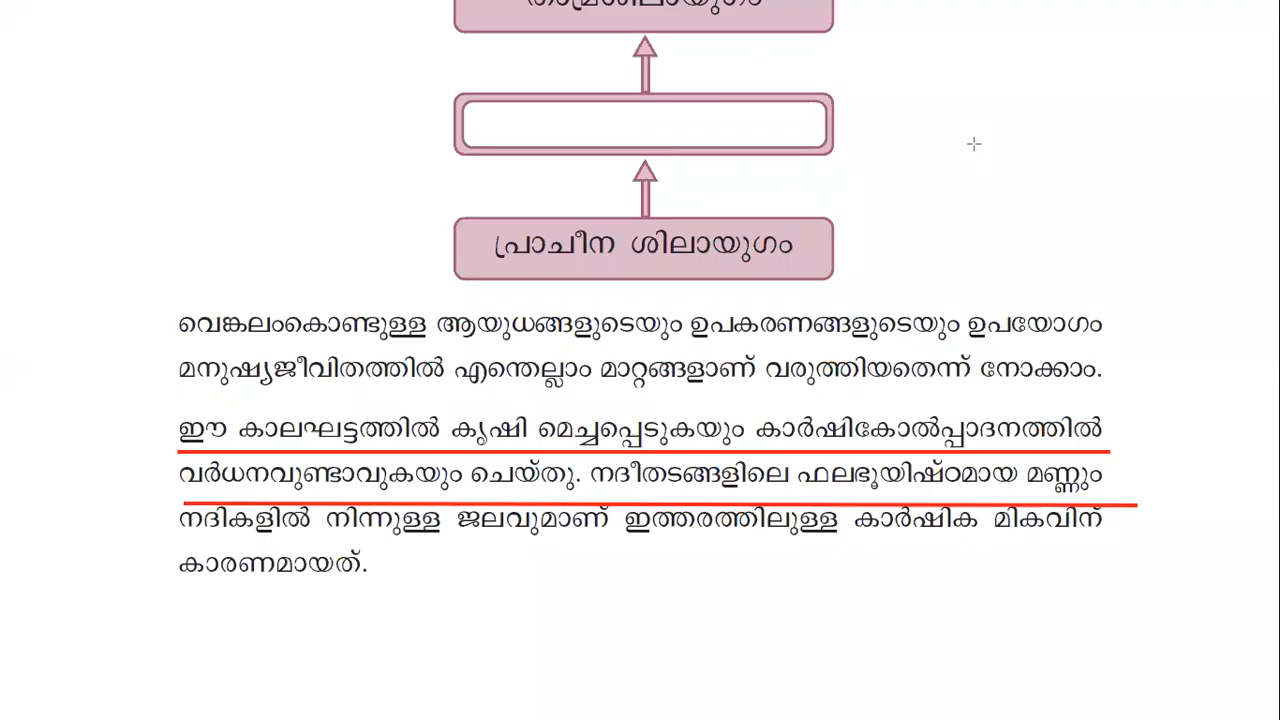 താമ്രശിലായുഗം
പ്രാചീന ശിലായുഗം
വെങ്കലംകൊണ്ടുള്ള ആയുധങ്ങളുടെയും ഉപകരണങ്ങളുടെയും ഉപയോഗം
മനുഷ്യജീവിതത്തിൽ എന്തെല്ലാം മാറ്റങ്ങളാണ് വരുത്തിയതെന്ന് നോക്കാം.
ഈ കാലഘട്ടത്തിൽ കൃഷി മെച്ചപ്പെടുകയും കാർഷികോൽപ്പാദനത്തിൽ
വർധനവുണ്ടാവുകയും ചെയ്തു. നദീതടങ്ങളിലെ ഫലഭൂയിഷ്ഠമായ മണ്ണും
നദികളിൽ നിന്നുള്ള ജലവുമാണ് ഇത്തരത്തിലുള്ള കാർഷിക മികവിന്
കാരണമായത്.